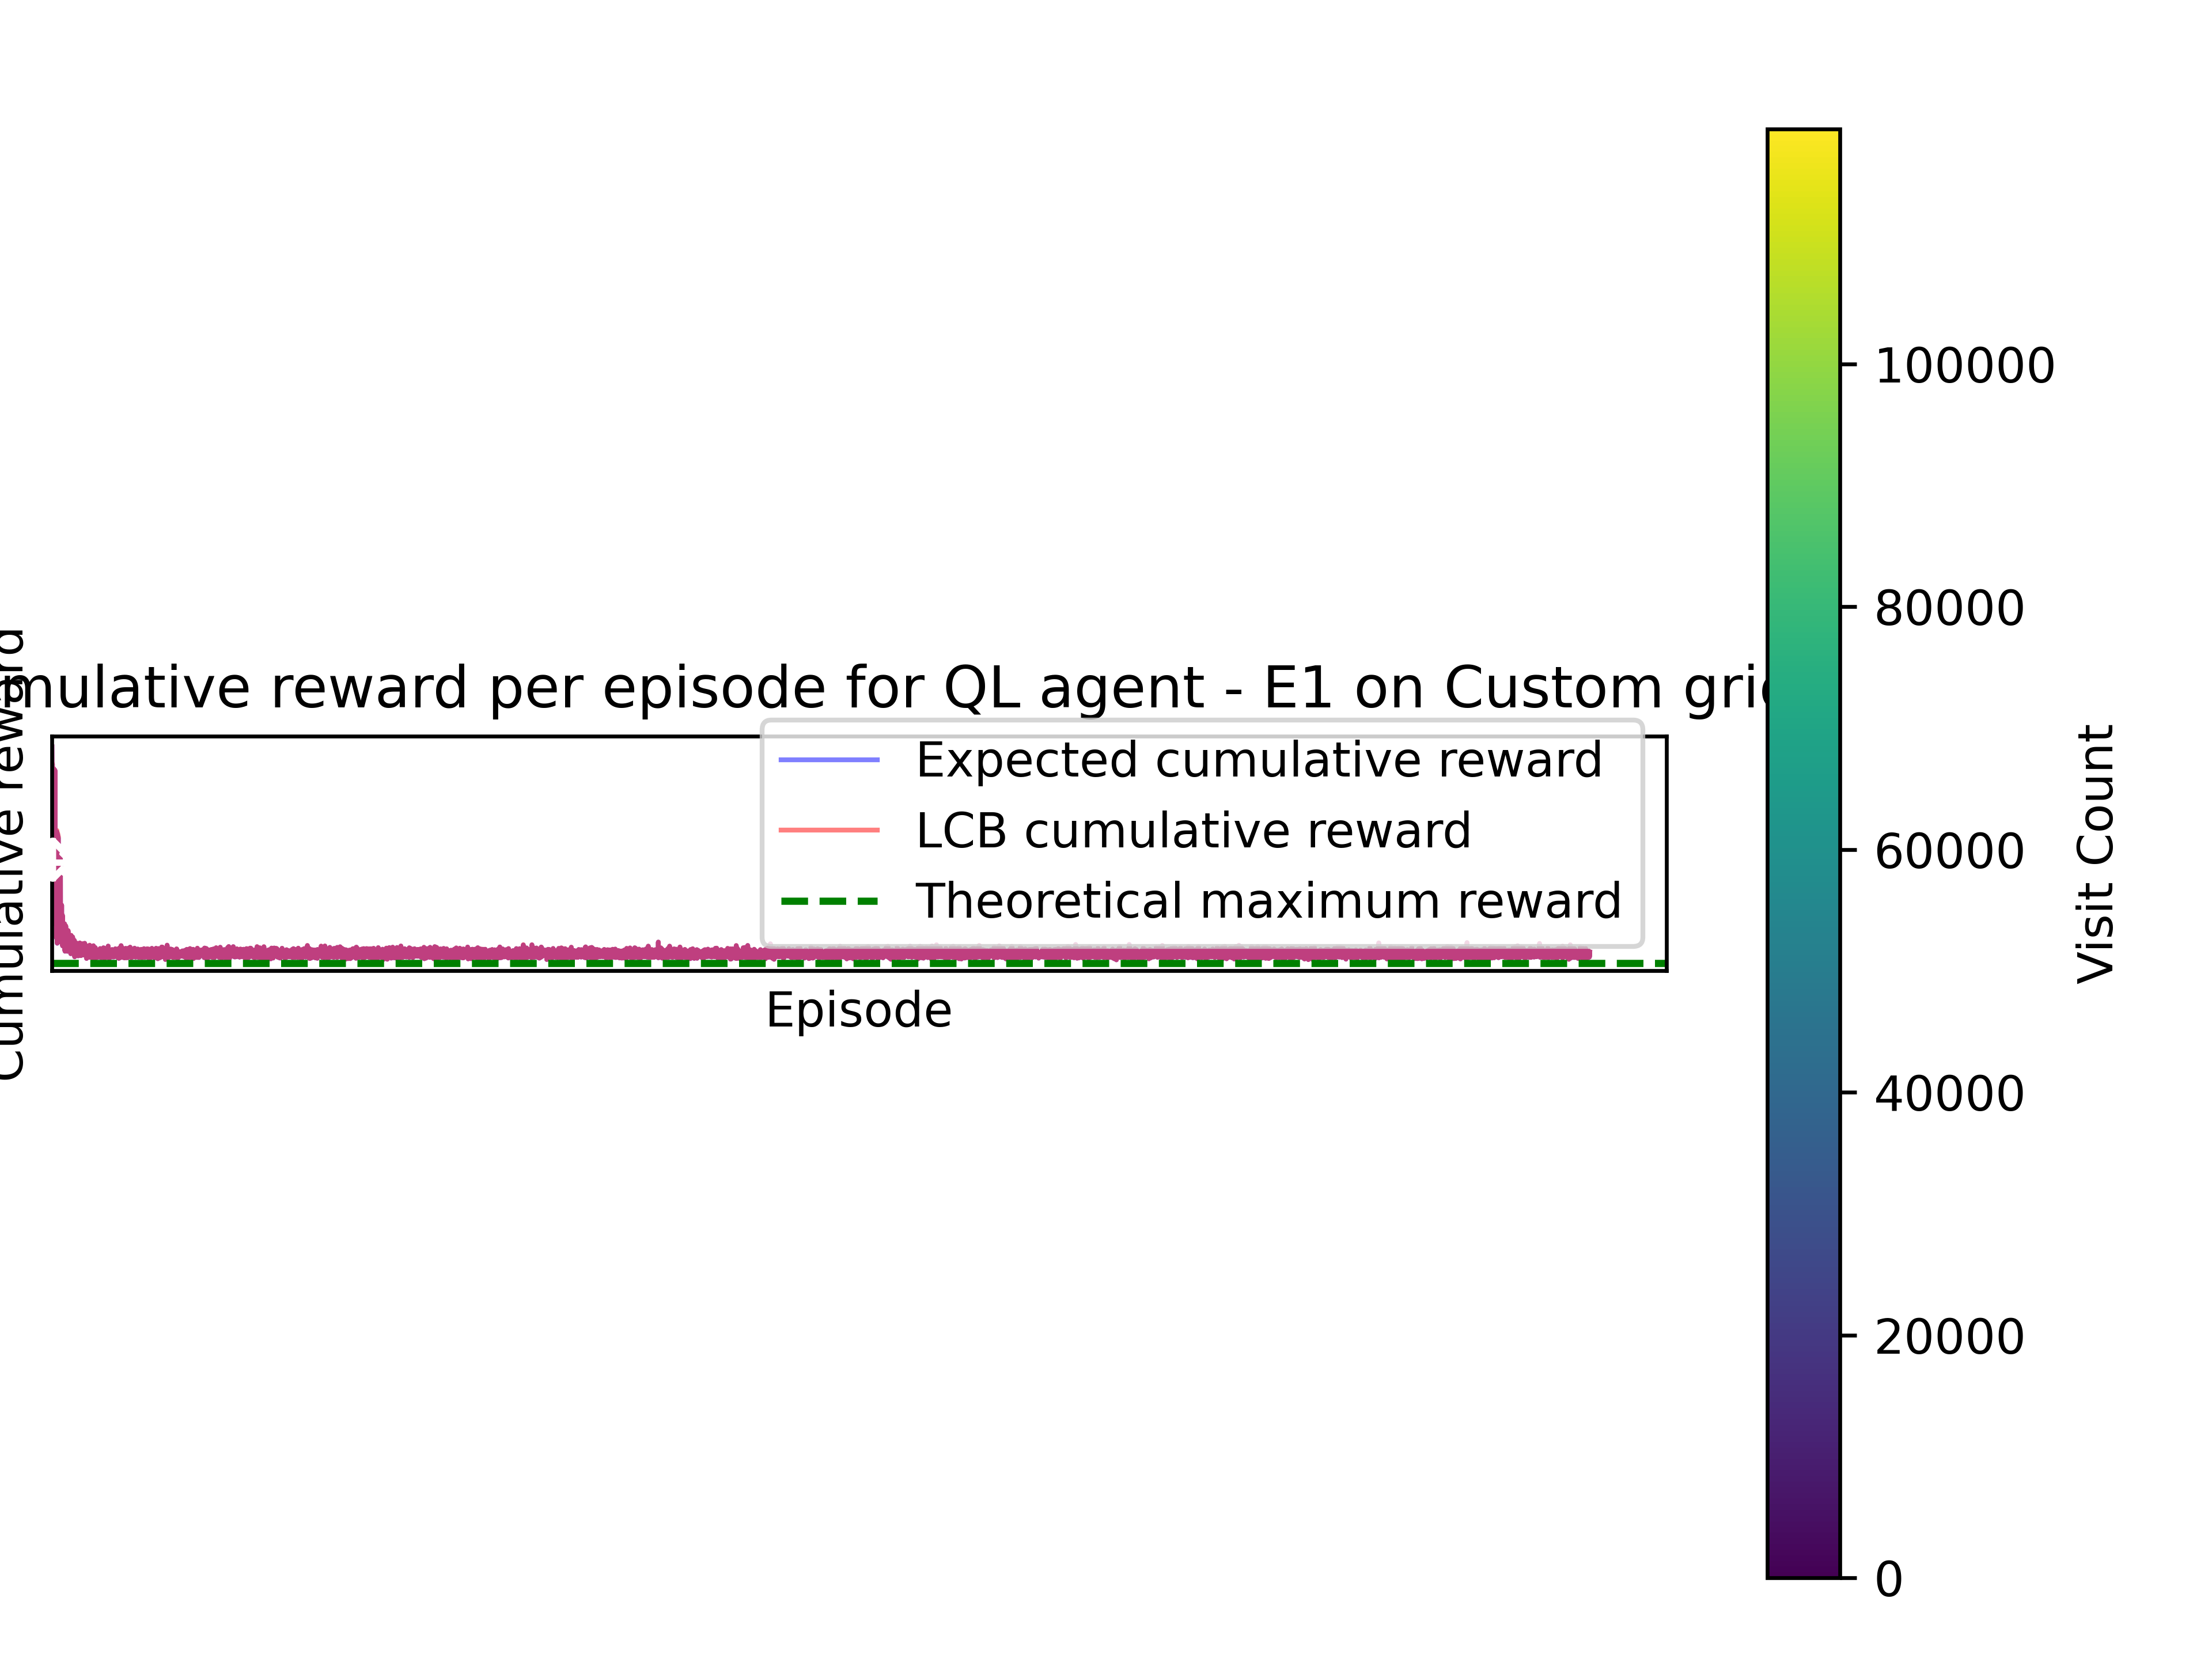 mulative reward per episode for QL agent - E1 on Custom gri
Cumulative reward
Expected cumulative reward
LCB cumulative reward
Theoretical maximum reward
Episode
100000
80000
60000
40000
20000
0
Visit Count